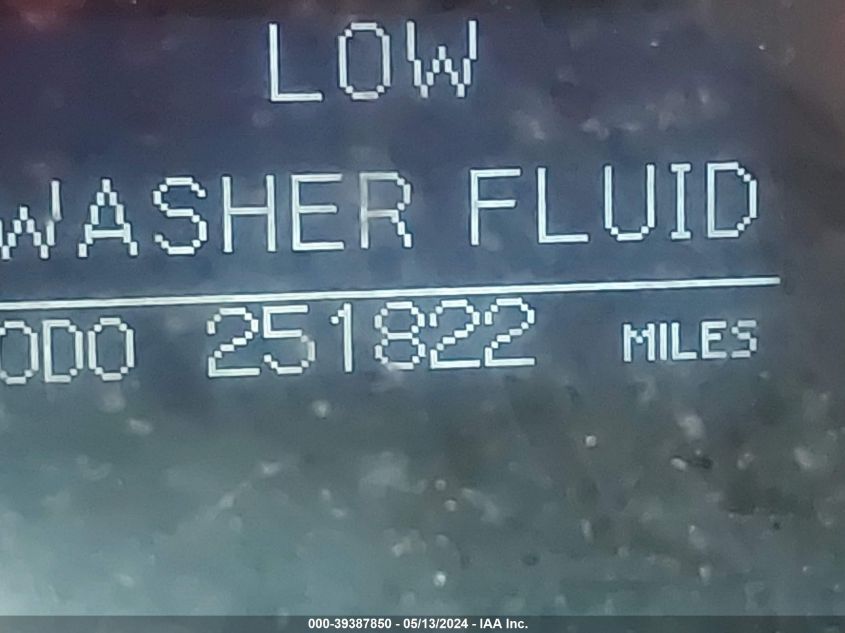 LOW
WASHER FLUID
ODO 251822 MILES
000-39387850 - 05/13/2024 - IAA Inc.